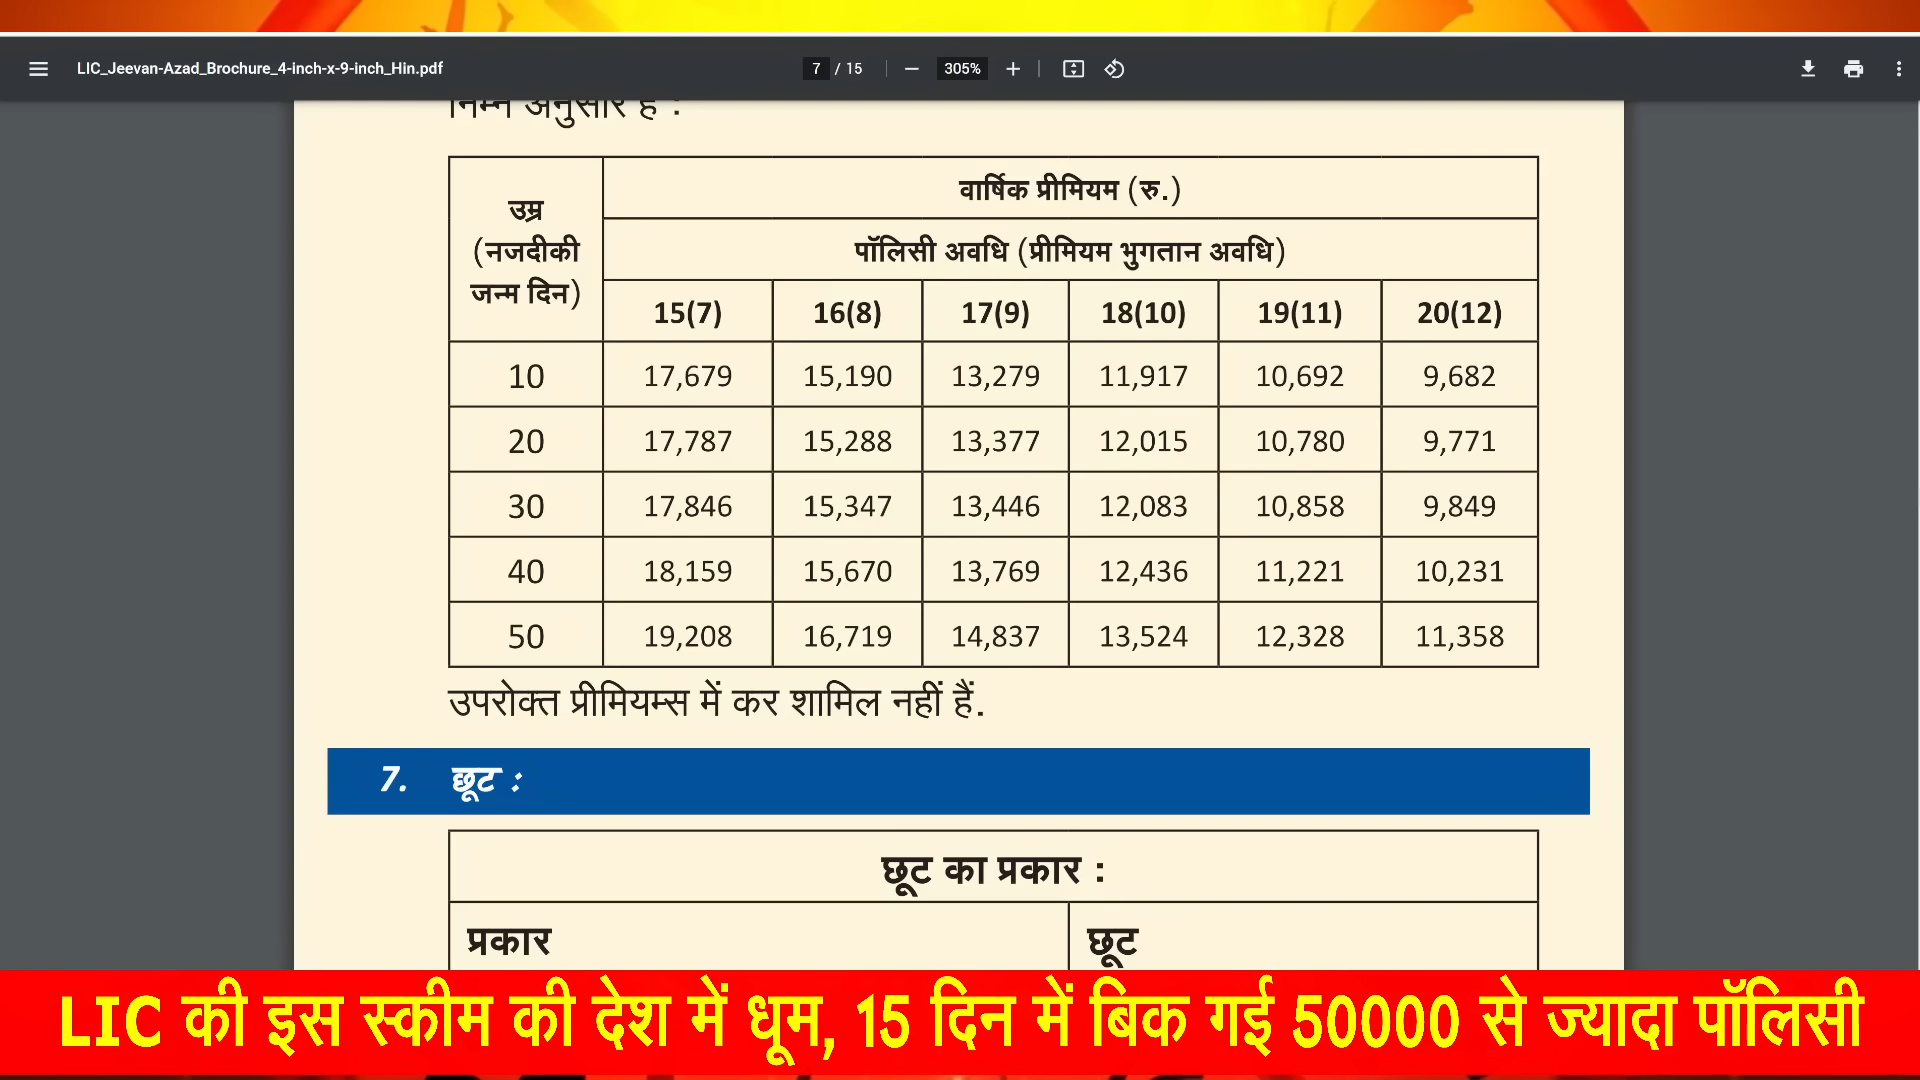 LIC_Jeevan-Azad_Brochure_4-inch-x-9-inch_Hin.pdf 7 / 15 305%
निम्न अनुसार है :
उम्र (नजदीकी जन्म दिन) वार्षिक प्रीमियम (रु.)
पॉलिसी अवधि (प्रीमियम भुगतान अवधि)
15(7) 16(8) 17(9) 18(10) 19(11) 20(12)
10 17,679 15,190 13,279 11,917 10,692 9,682
20 17,787 15,288 13,377 12,015 10,780 9,771
30 17,846 15,347 13,446 12,083 10,858 9,849
40 18,159 15,670 13,769 12,436 11,221 10,231
50 19,208 16,719 14,837 13,524 12,328 11,358
उपरोक्त प्रीमियम्स में कर शामिल नहीं हैं.
7. छूट :
छूट का प्रकार :
प्रकार छूट
LIC की इस स्कीम की देश में धूम, 15 दिन में बिक गई 50000 से ज्यादा पॉलिसी